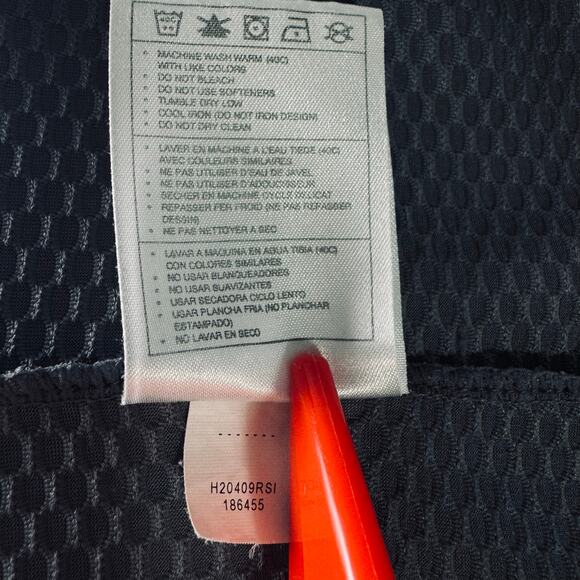 40C
• MACHINE WASH WARM (40C)
WITH LIKE COLORS
• DO NOT BLEACH
• DO NOT USE SOFTENERS
• TUMBLE DRY LOW
• COOL IRON (DO NOT IRON DESIGN)
• DO NOT DRY CLEAN
• LAVER EN MACHINE A L'EAU TIEDE (40C)
AVEC COULEURS SIMILAIRES
• NE PAS UTILISER D'EAU DE JAVEL
• NE PAS UTILISER D'ADOUCISSEUR
• SECHER EN MACHINE CYCLE DELICAT
• REPASSER FER FROID (NE PAS REPASSER
DESSIN)
• NE PAS NETTOYER A SEC
• LAVAR A MAQUINA EN AGUA TIBIA (40C)
CON COLORES SIMILARES
• NO USAR BLANQUEADORES
• NO USAR SUAVIZANTES
• USAR SECADORA CICLO LENTO
• USAR PLANCHA FRIA (NO PLANCHAR
ESTAMPADO)
• NO LAVAR EN SECO
H20409RSI
186455